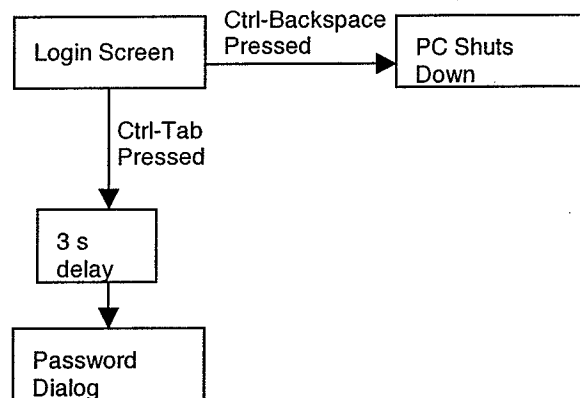 Ctrl-Backspace
Pressed
Login Screen
PC Shuts
Down
Ctrl-Tab
Pressed
3 s
delay
Password
Dialog